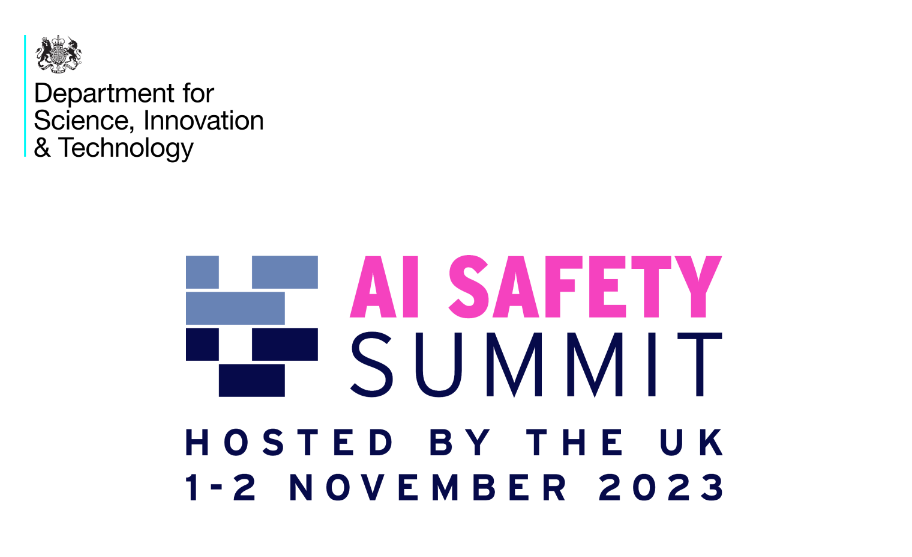 Department for
Science, Innovation
& Technology
AI SAFETY
SUMMIT
HOSTED BY THE UK
1-2 NOVEMBER 2023